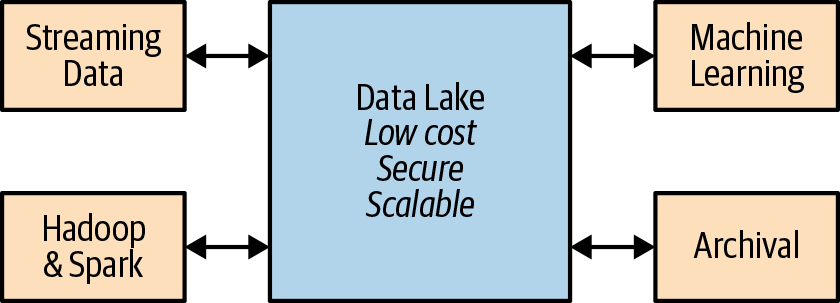 Streaming
Data
Data Lake
Low cost
Secure
Scalable
Machine
Learning
Hadoop
& Spark
Archival